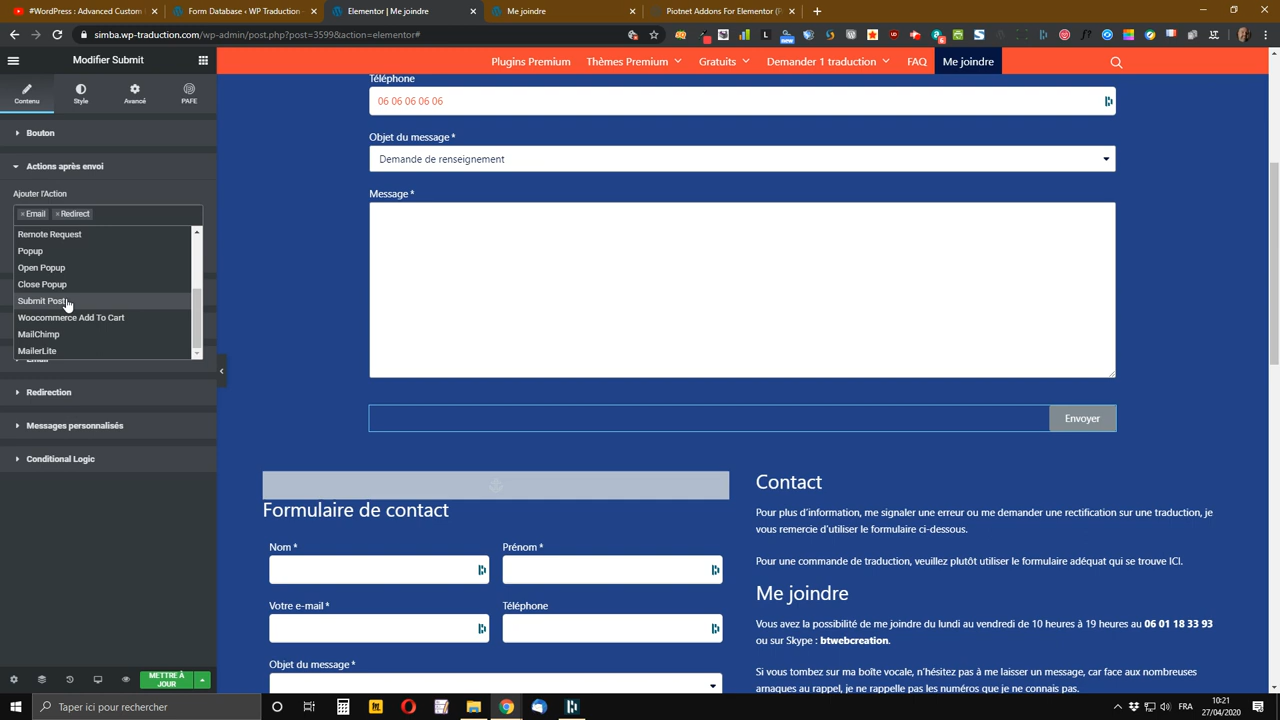 #WordPress : Advanced Custom
Form Database - WordPress
Elementor | Me joindre
Elementor | Me joindre
Piotnet Addons For Elementor
simba-traduction.com/wp-admin/post.php?post=3599&action=elementor#
Modifier Submit
Plugins Premium
Thèmes Premium
Gratuits
Demander 1 traduction
FAQ
Me joindre
Contenu
Style
Avancé
PAFE
Bouton
Actions après envoi
Ajouter l'Action
× Email × Redirect
Remote Request
Popup
Open Popup
Close Popup
Submit Post
Woocommerce Add To Cart
MailChimp
MailerLite
Email
Redirection
Messages personnalisés
Conditional Logic
METTRE À
JOUR
Téléphone
06 06 06 06 06
Objet du message *
Demande de renseignement
Message *
Envoyer
Formulaire de contact
Nom *
Prénom *
Votre e-mail *
Téléphone
Objet du message *
Contact
Pour plus d'information, me signaler une erreur ou me demander une rectification sur une traduction, je
vous remercie d'utiliser le formulaire ci-dessous.
Pour une commande de traduction, veuillez plutôt utiliser le formulaire adéquat qui se trouve ICI.
Me joindre
Vous avez la possibilité de me joindre du lundi au vendredi de 10 heures à 19 heures au 06 01 18 33 93
ou sur Skype : btwebcreation.
Si vous tombez sur ma boîte vocale, n'hésitez pas à me laisser un message, car face aux nombreuses
arnaques au rappel, je ne rappelle pas les numéros que je ne connais pas.
Taper ici pour rechercher
FRA
10:21
27/04/2020